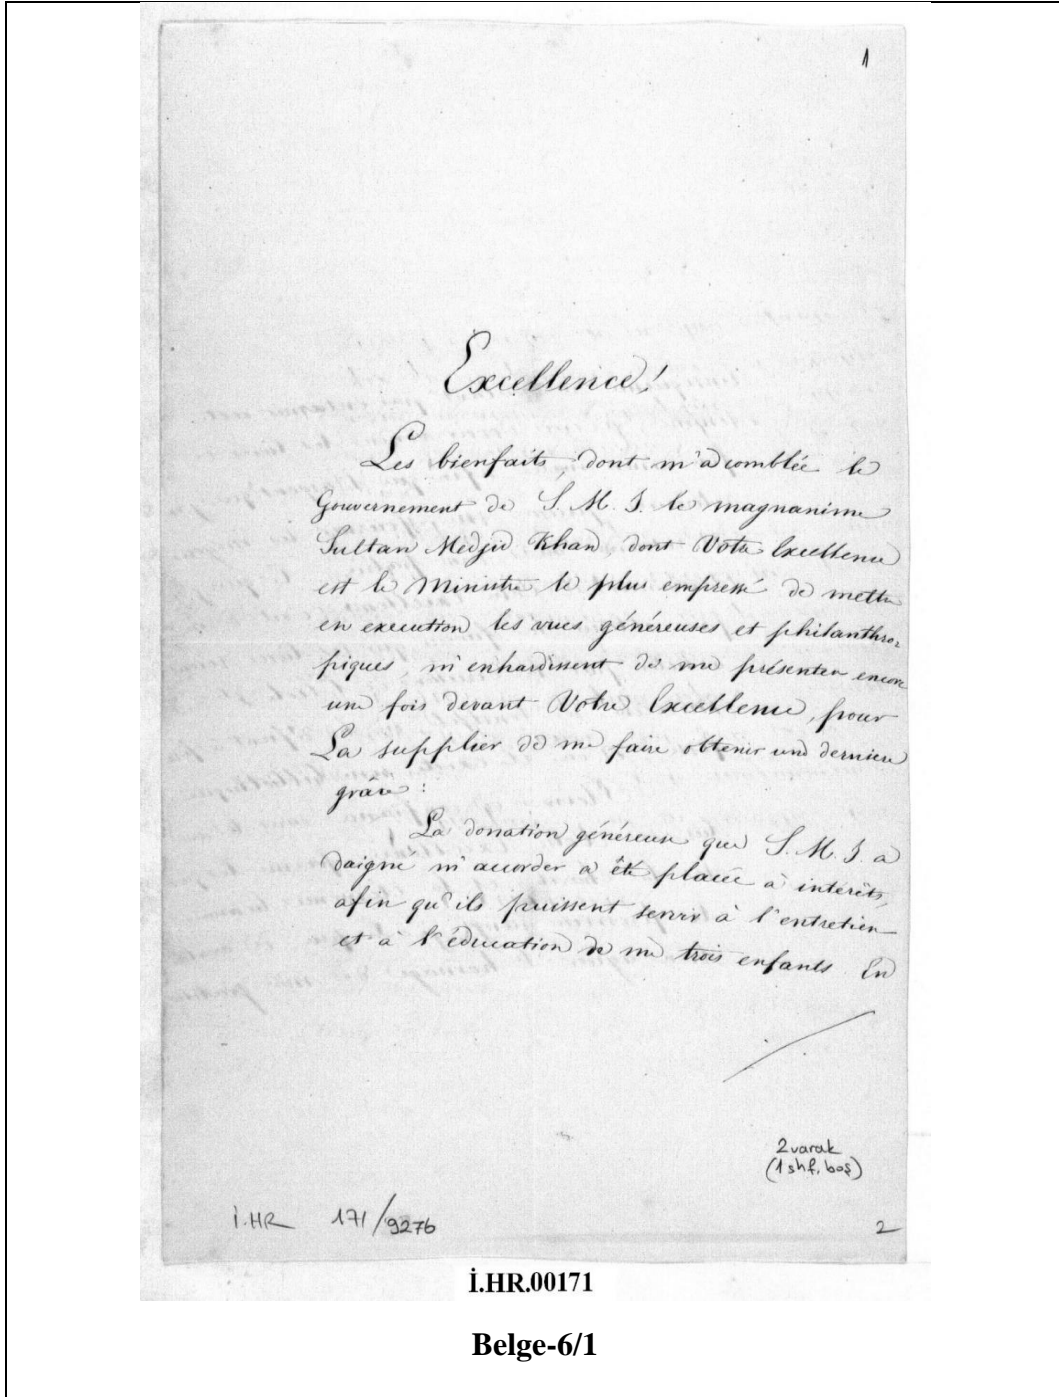 1
Excellence!
Les bienfaits, dont m'a comblée le
Gouvernement de S. M. I. le magnanime
Sultan Medjid Khan, dont Votre Excellence
est le Ministre le plus empressé de mettre
en execution les vues généreuses et philanthro-
piques, m'enhardissent de me présenter encore
une fois devant Votre Excellence, pour
La supplier de me faire obtenir une dernière
grâce:
La donation généreuse que S. M. I. a
daigné m'accorder a été placée à intérêts,
afin qu'ils puissent servir à l'entretien
et à l'éducation de me trois enfants. En
2 varak
(1 shf. boş)
İ.HR 171/9276
2
İ.HR.00171
Belge-6/1